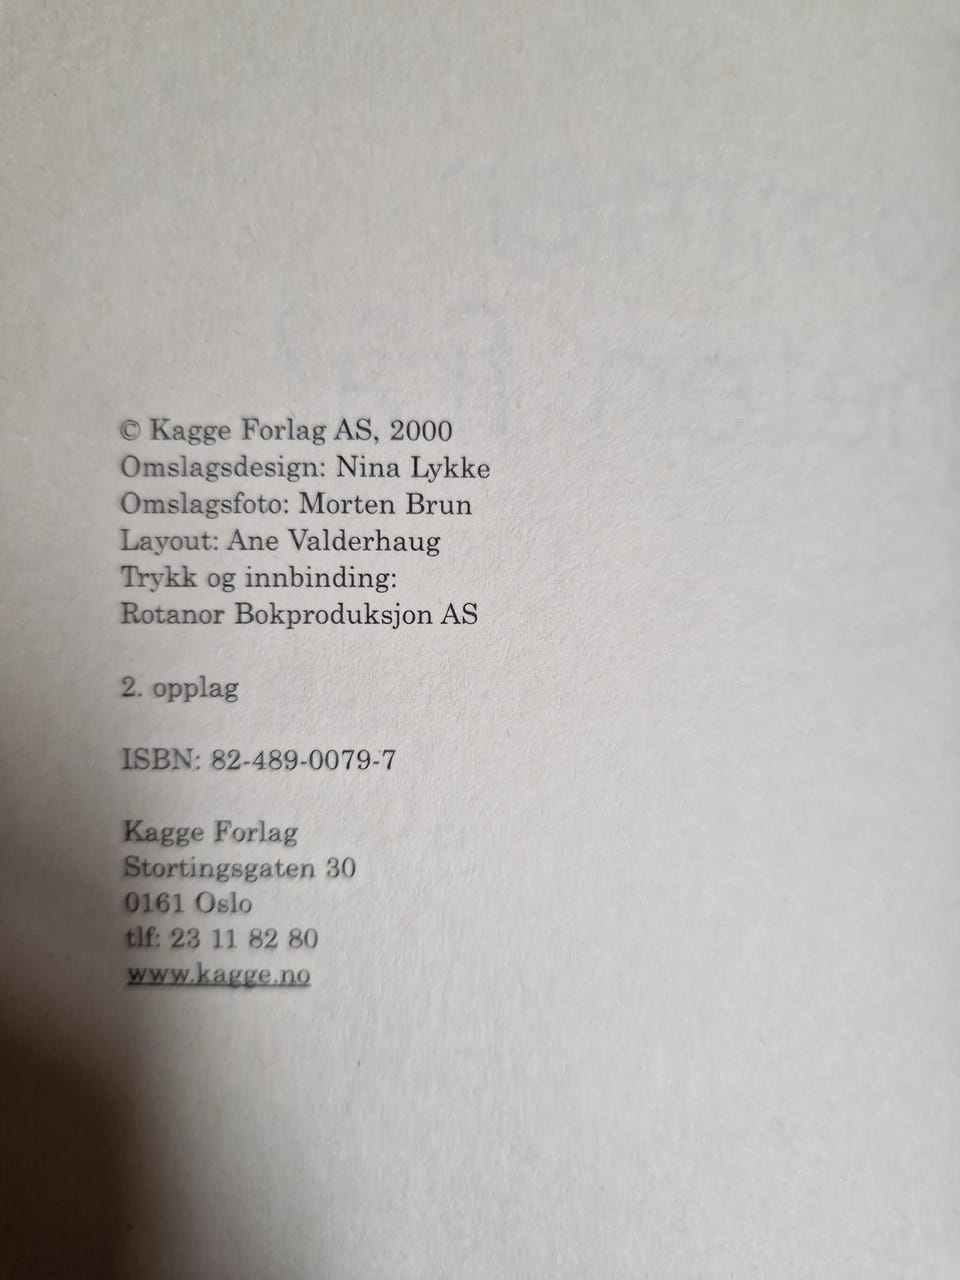 © Kagge Forlag AS, 2000
Omslagsdesign: Nina Lykke
Omslagsfoto: Morten Brun
Layout: Ane Valderhaug
Trykk og innbinding:
Rotanor Bokproduksjon AS
2. opplag
ISBN: 82-489-0079-7
Kagge Forlag
Stortingsgaten 30
0161 Oslo
tlf: 23 11 82 80
www.kagge.no